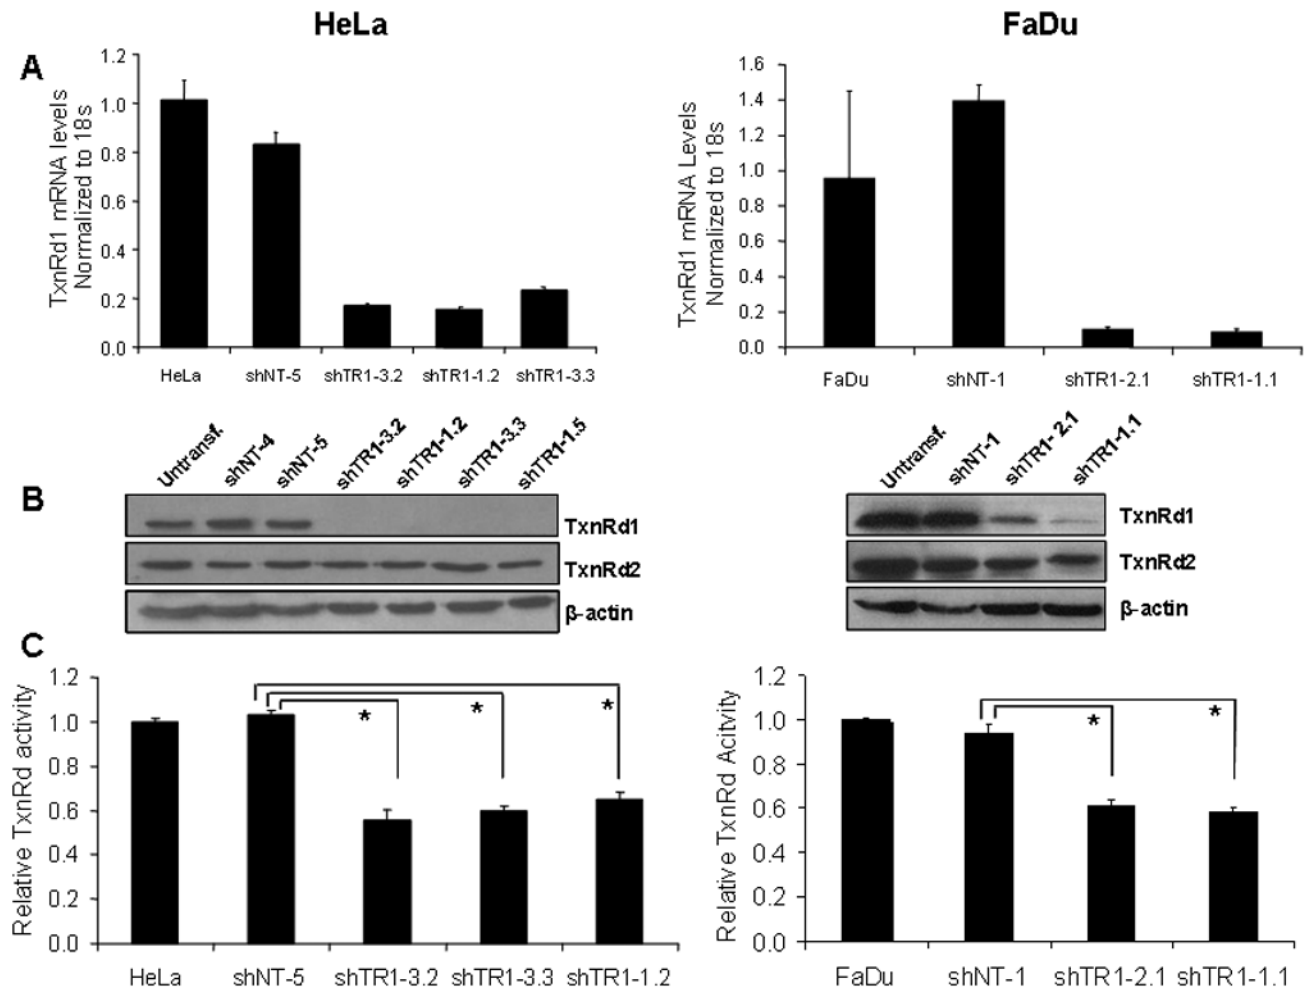 HeLa
FaDu
A
TxnRd1 mRNA levels
Normalized to 18s
1.2
1.0
0.8
0.6
0.4
0.2
0.0
HeLa shNT-5 shTR1-3.2 shTR1-1.2 shTR1-3.3
TxnRd1 mRNA Levels
Normalized to 18s
1.6
1.4
1.2
1.0
0.8
0.6
0.4
0.2
0.0
FaDu shNT-1 shTR1-2.1 shTR1-1.1
B
Untransf. shNT-4 shNT-5 shTR1-3.2 shTR1-1.2 shTR1-3.3 shTR1-1.5
TxnRd1
TxnRd2
β-actin
Untransf. shNT-1 shTR1- 2.1 shTR1-1.1
TxnRd1
TxnRd2
β-actin
C
Relative TxnRd activity
1.2
1.0
0.8
0.6
0.4
0.2
0.0
* * *
HeLa shNT-5 shTR1-3.2 shTR1-3.3 shTR1-1.2
Relative TxnRd Acitvity
1.2
1.0
0.8
0.6
0.4
0.2
0.0
* *
FaDu shNT-1 shTR1-2.1 shTR1-1.1